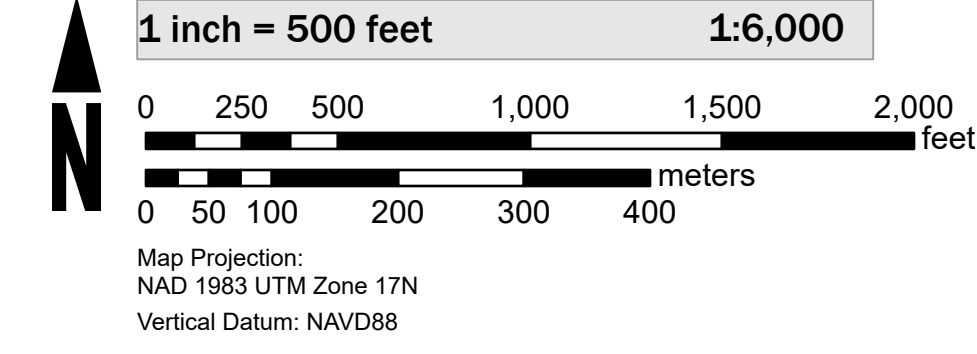 1 inch = 500 feet 1:6,000
0 250 500 1,000 1,500 2,000
feet
N
meters
0 50 100 200 300 400
Map Projection:
NAD 1983 UTM Zone 17N
Vertical Datum: NAVD88